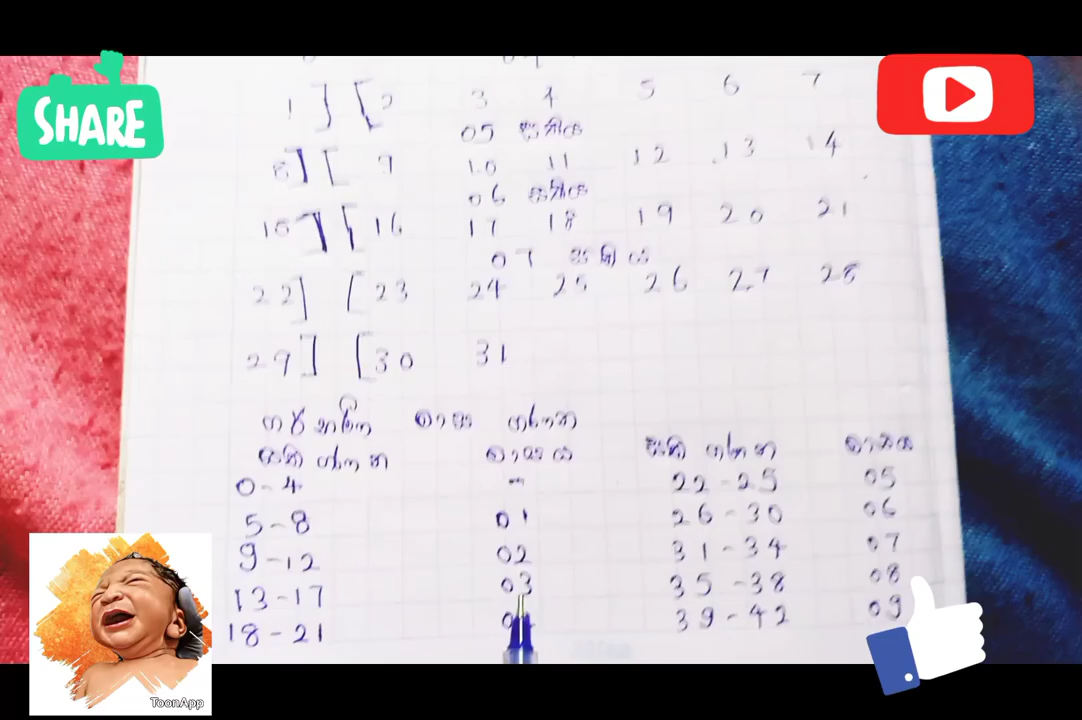 SHARE
1 ] [ 2 3 4 5 6 7
05 සතිය
8 ] [ 9 10 11 12 13 14
06 සතිය
15 ] [ 16 17 18 19 20 21
07 සතිය
22 ] [ 23 24 25 26 27 28
29 ] [ 30 31
මාස ගණන
සති ගණන මාසය සති ගණන මාසය
0-4 - 22-25 05
5-8 01 26-30 06
9-12 02 31-34 07
13-17 03 35-38 08
18-21 39-42 09
ToonApp